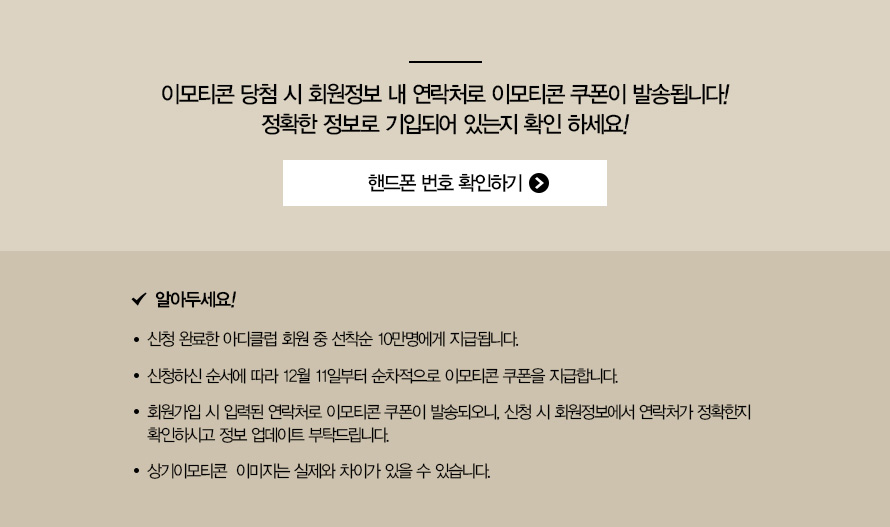 이모티콘 당첨 시 회원정보 내 연락처로 이모티콘 쿠폰이 발송됩니다!
정확한 정보로 기입되어 있는지 확인 하세요!
핸드폰 번호 확인하기
알아두세요!
• 신청 완료한 아디클럽 회원 중 선착순 10만명에게 지급됩니다.
• 신청하신 순서에 따라 12월 11일부터 순차적으로 이모티콘 쿠폰을 지급합니다.
• 회원가입 시 입력된 연락처로 이모티콘 쿠폰이 발송되오니, 신청 시 회원정보에서 연락처가 정확한지
확인하시고 정보 업데이트 부탁드립니다.
• 상기이모티콘 이미지는 실제와 차이가 있을 수 있습니다.